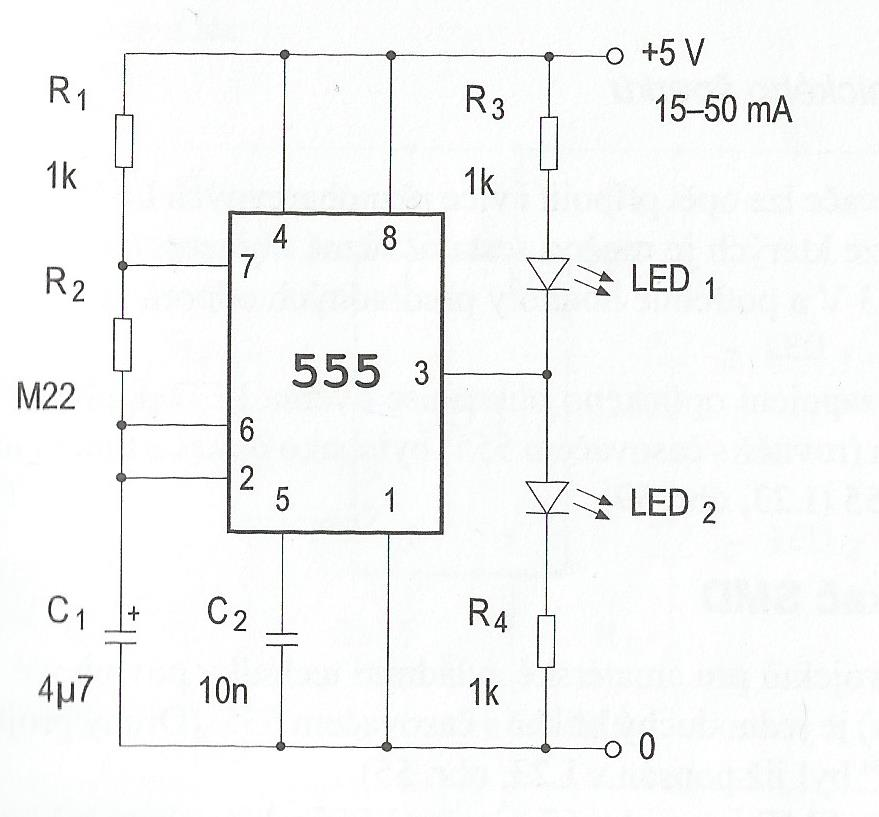 R1
1k
R2
M22
C1
+
4µ7
C2
10n
4
8
7
555
3
6
2
5
1
R3
1k
+5 V
15–50 mA
LED 1
LED 2
R4
1k
0